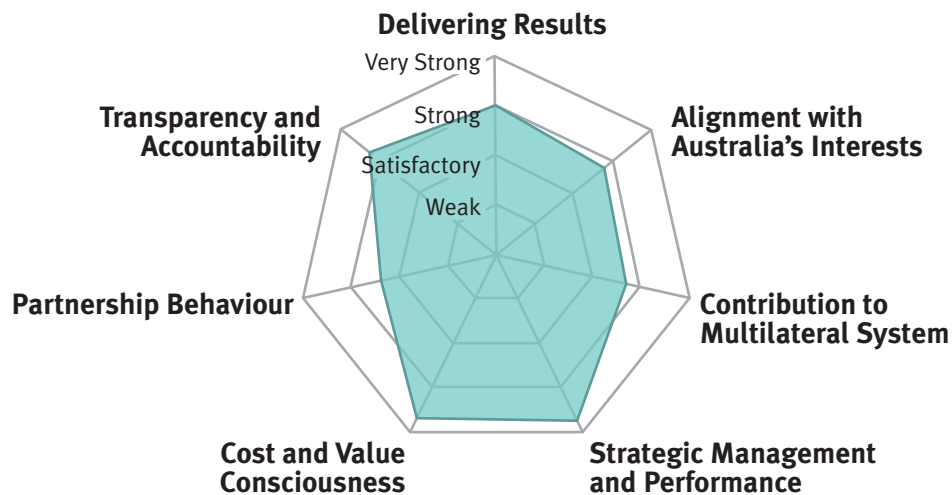 Delivering Results
Very Strong
Strong
Satisfactory
Weak
Alignment with
Australia’s Interests
Contribution to
Multilateral System
Strategic Management
and Performance
Cost and Value
Consciousness
Partnership Behaviour
Transparency and
Accountability